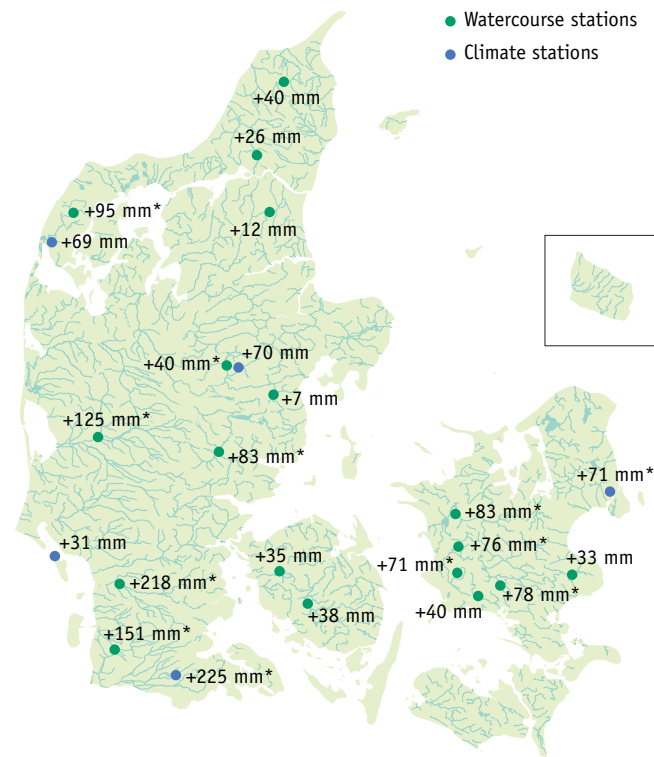 Watercourse stations
Climate stations
+40 mm
+26 mm
+95 mm*
+12 mm
+69 mm
+70 mm
+40 mm*
+7 mm
+125 mm*
+83 mm*
+71 mm*
+83 mm*
+31 mm
+76 mm*
+35 mm
+33 mm
+71 mm*
+218 mm*
+78 mm*
+40 mm
+38 mm
+151 mm*
+225 mm*